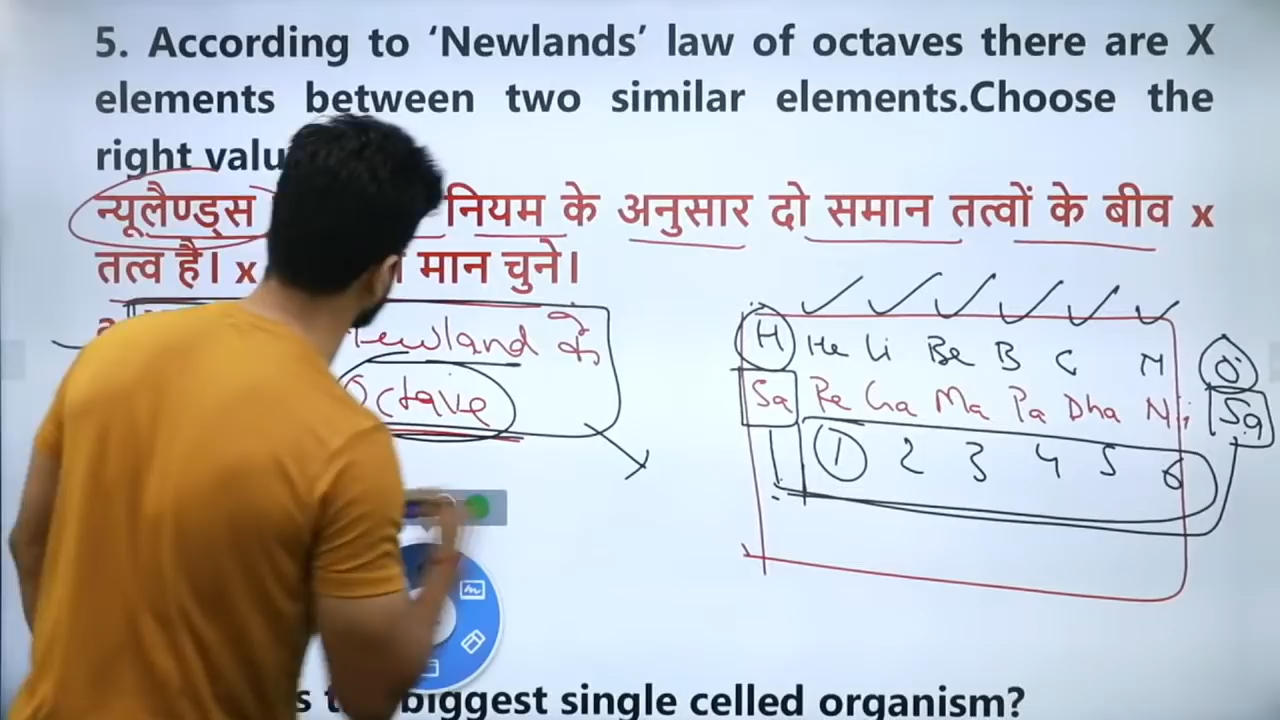 5. According to ‘Newlands’ law of octaves there are X
elements between two similar elements.Choose the
right valu
न्यूलैण्ड्स नियम के अनुसार दो समान तत्वों के बीव x
तत्व है। x मान चुने।
Newland के
Octave
H He Li Be B C N O
Sa Re Ga Ma Pa Dha Ni Sa
1 2 3 4 5 6
biggest single celled organism?